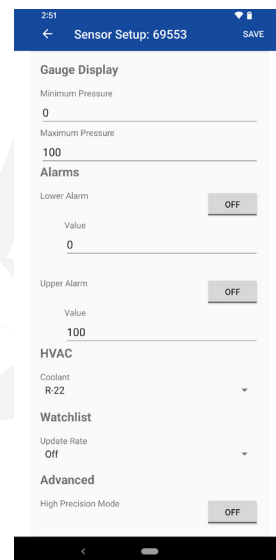 2:51
Sensor Setup: 69553 SAVE
Gauge Display
Minimum Pressure
0
Maximum Pressure
100
Alarms
Lower Alarm
OFF
Value
0
Upper Alarm
OFF
Value
100
HVAC
Coolant
R-22
Watchlist
Update Rate
Off
Advanced
High Precision Mode
OFF